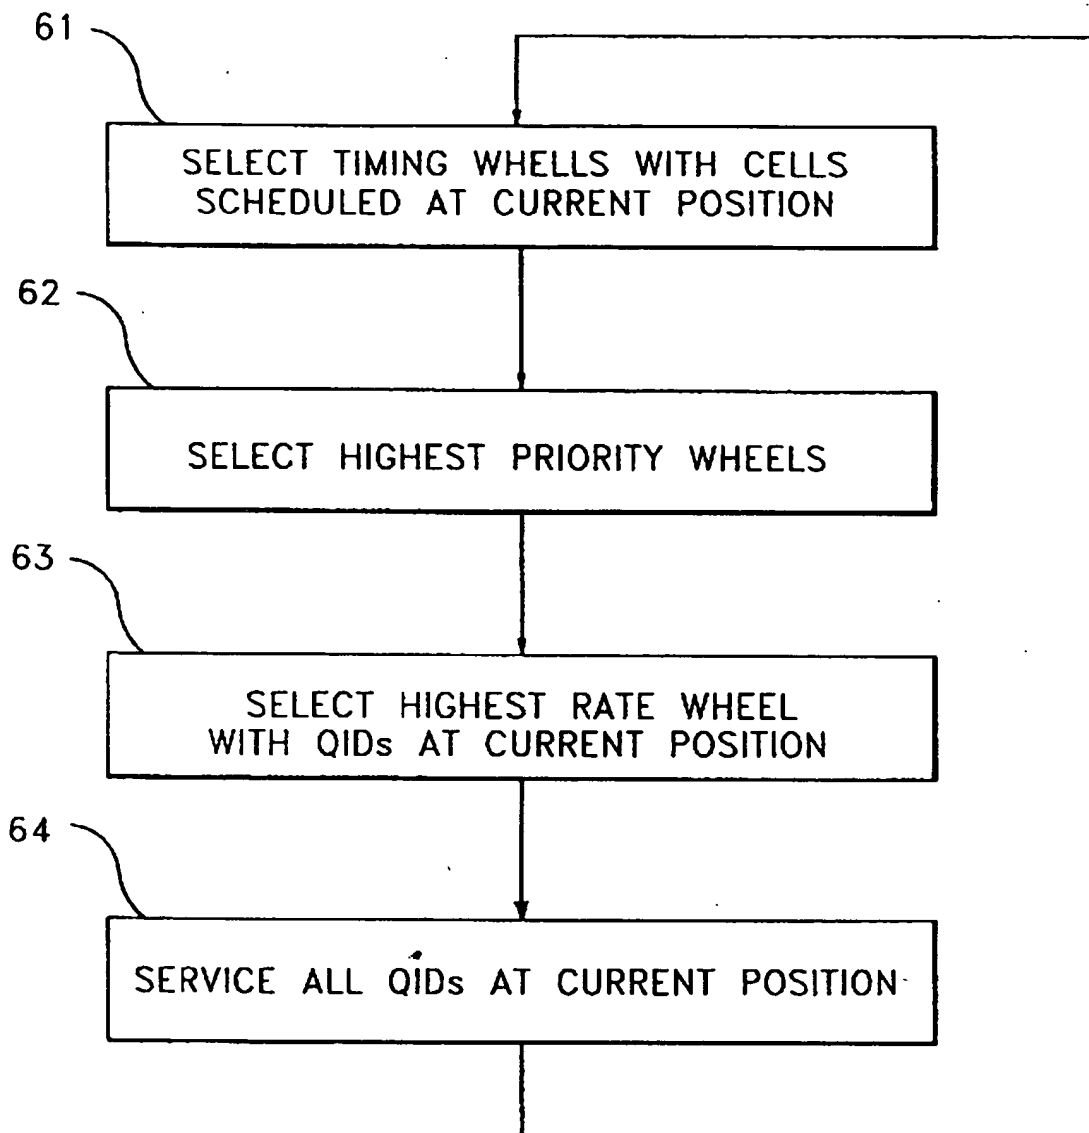 61
SELECT TIMING WHELLS WITH CELLS
SCHEDULED AT CURRENT POSITION
62
SELECT HIGHEST PRIORITY WHEELS
63
SELECT HIGHEST RATE WHEEL
WITH QIDs AT CURRENT POSITION
64
SERVICE ALL QIDs AT CURRENT POSITION